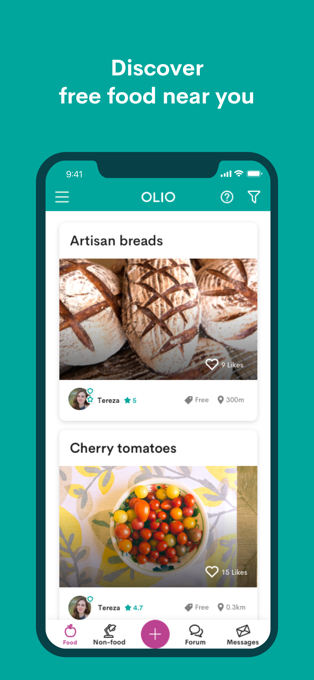 Discover
free food near you
9:41
OLIO
Artisan breads
9 Likes
Tereza 5 Free 300m
Cherry tomatoes
15 Likes
Tereza 4.7 Free 0.3km
Food Non-food Forum Messages